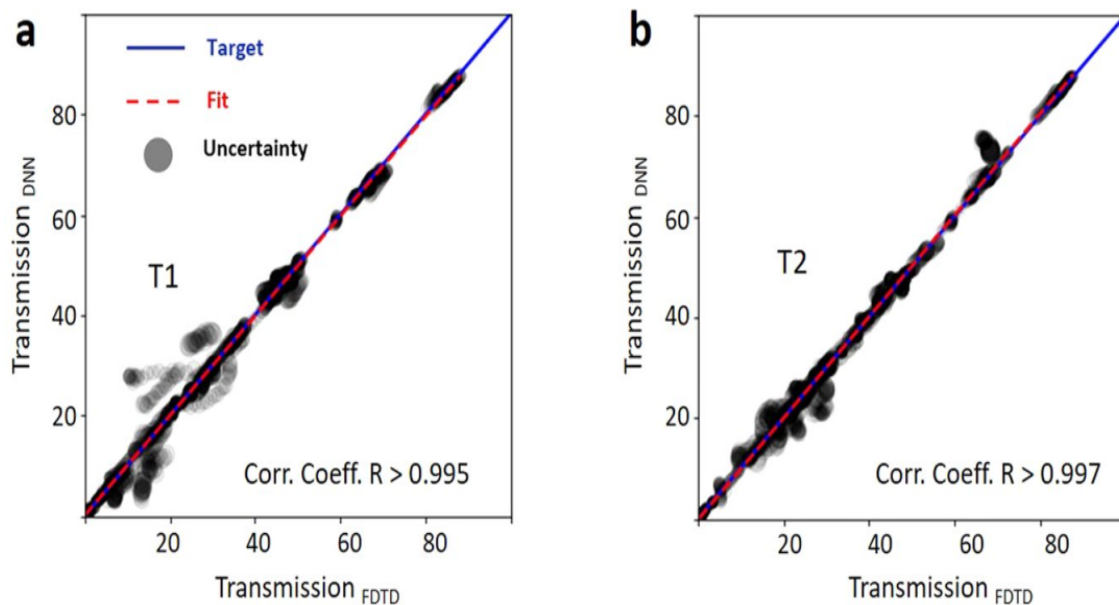 a
Target
Fit
Uncertainty
80
60
40
20
Transmission DNN
T1
Corr. Coeff. R > 0.995
20 40 60 80
Transmission FDTD
b
80
60
40
20
Transmission DNN
T2
Corr. Coeff. R > 0.997
20 40 60 80
Transmission FDTD